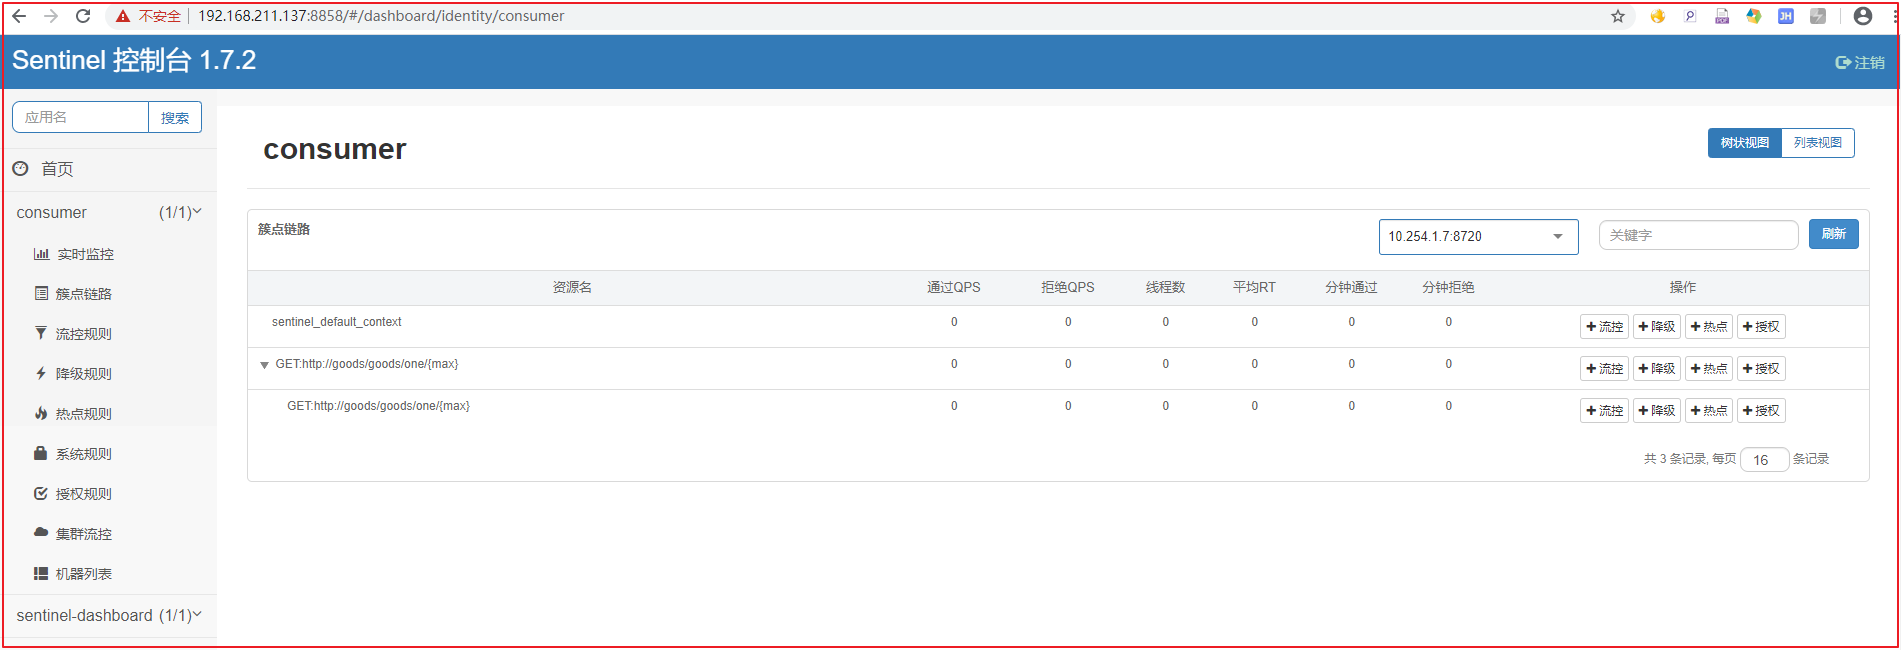 不安全 192.168.211.137:8858/#/dashboard/identity/consumer
Sentinel 控制台 1.7.2
注销
应用名 搜索
首页
consumer (1/1)
实时监控
簇点链路
流控规则
降级规则
热点规则
系统规则
授权规则
集群流控
机器列表
sentinel-dashboard (1/1)
consumer
树状视图 列表视图
簇点链路 10.254.1.7:8720 关键字 刷新
资源名 通过QPS 拒绝QPS 线程数 平均RT 分钟通过 分钟拒绝 操作
sentinel_default_context 0 0 0 0 0 0 流控 降级 热点 授权
GET:http://goods/goods/one/{max} 0 0 0 0 0 0 流控 降级 热点 授权
GET:http://goods/goods/one/{max} 0 0 0 0 0 0 流控 降级 热点 授权
共 3 条记录, 每页 16 条记录
JH
PDF